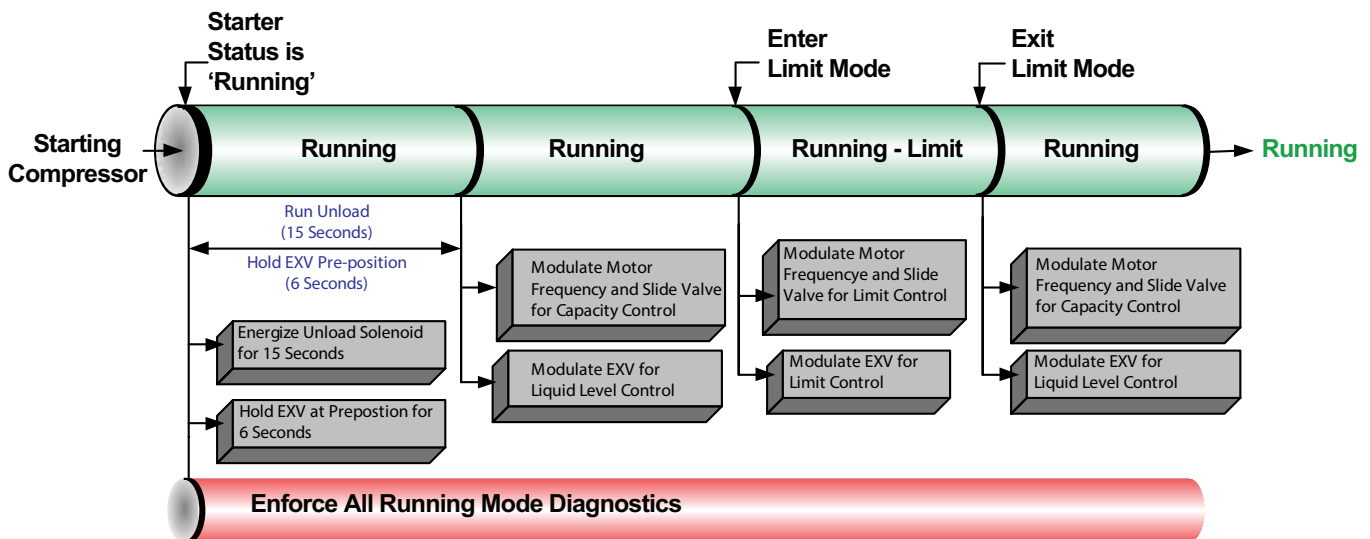 Starter
Status is
‘Running’
Enter
Limit Mode
Exit
Limit Mode
Starting
Compressor
Running
Running
Running - Limit
Running
Running
Run Unload
(15 Seconds)
Hold EXV Pre-position
(6 Seconds)
Energize Unload Solenoid
for 15 Seconds
Hold EXV at Prepostion for
6 Seconds
Modulate Motor
Frequency and Slide Valve
for Capacity Control
Modulate EXV for
Liquid Level Control
Modulate Motor
Frequencye and Slide
Valve for Limit Control
Modulate EXV for
Limit Control
Modulate Motor
Frequency and Slide Valve
for Capacity Control
Modulate EXV for
Liquid Level Control
Enforce All Running Mode Diagnostics